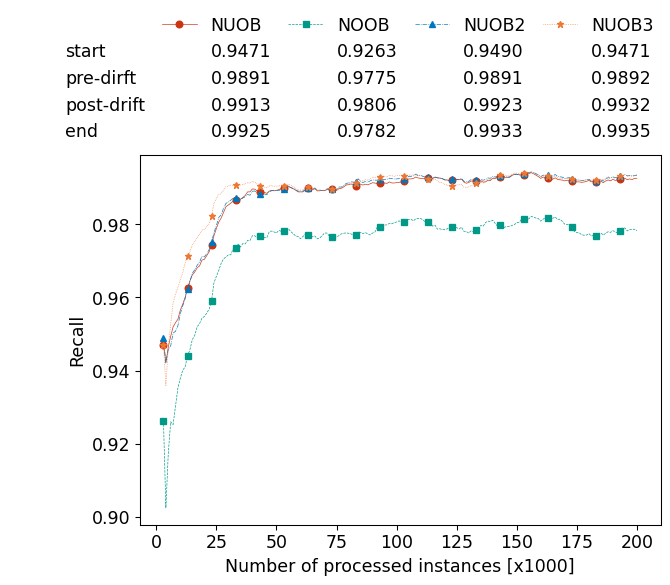 NUOB NOOB NUOB2 NUOB3
start 0.9471 0.9263 0.9490 0.9471
pre-dirft 0.9891 0.9775 0.9891 0.9892
post-drift 0.9913 0.9806 0.9923 0.9932
end 0.9925 0.9782 0.9933 0.9935
0.98
0.96
0.94
0.92
0.90
Recall
0 25 50 75 100 125 150 175 200
Number of processed instances [x1000]